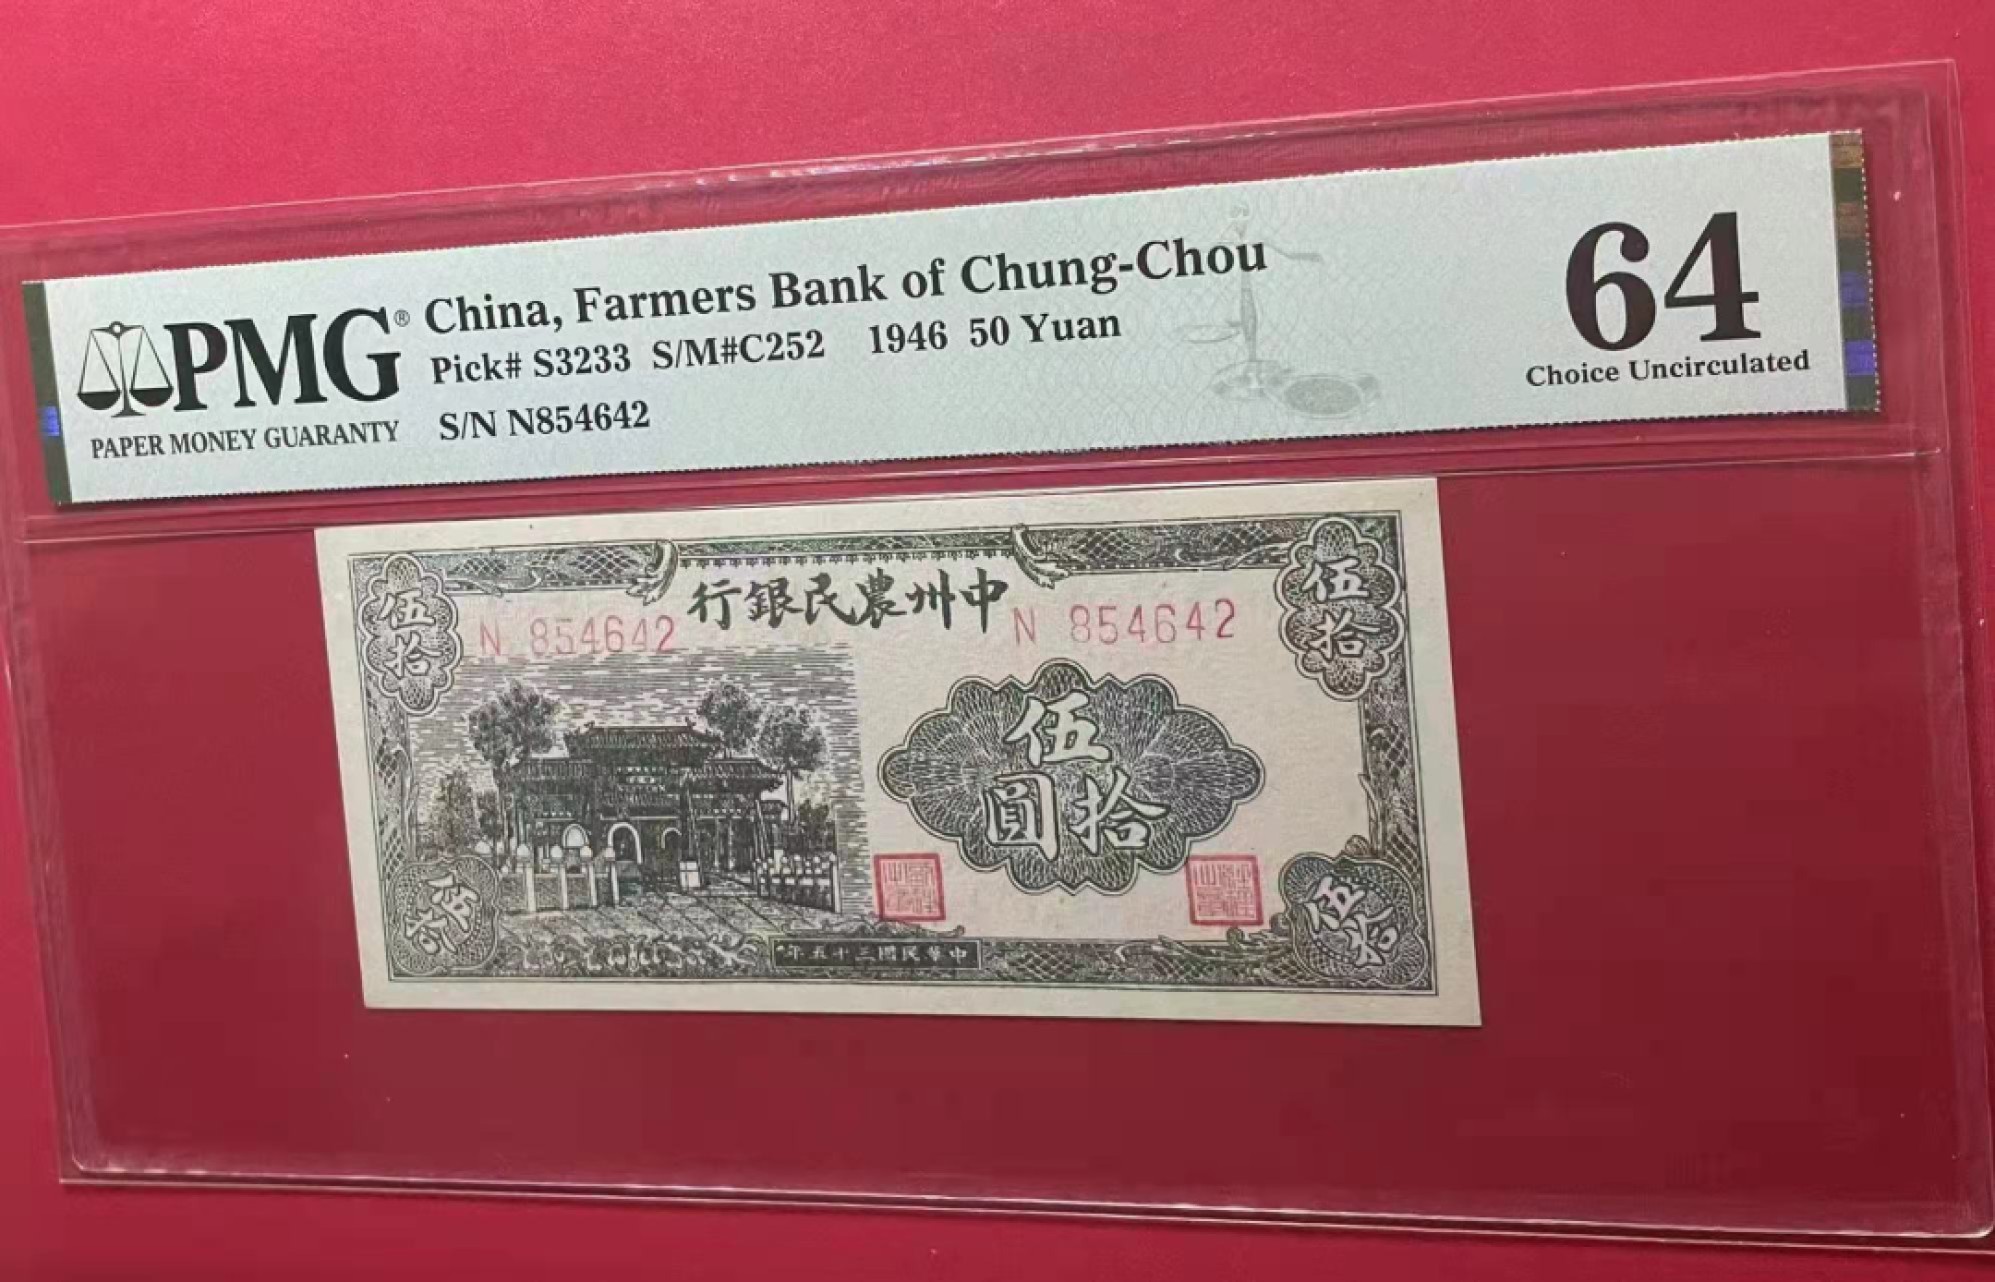 PMG® China, Farmers Bank of Chung-Chou
Pick# S3233 S/M#C252 1946 50 Yuan
PAPER MONEY GUARANTY S/N N854642
64
Choice Uncirculated
行銀民農州中
N 854642
N 854642
伍拾
伍拾
伍拾圓
伍拾
伍拾
年五十三國民華中